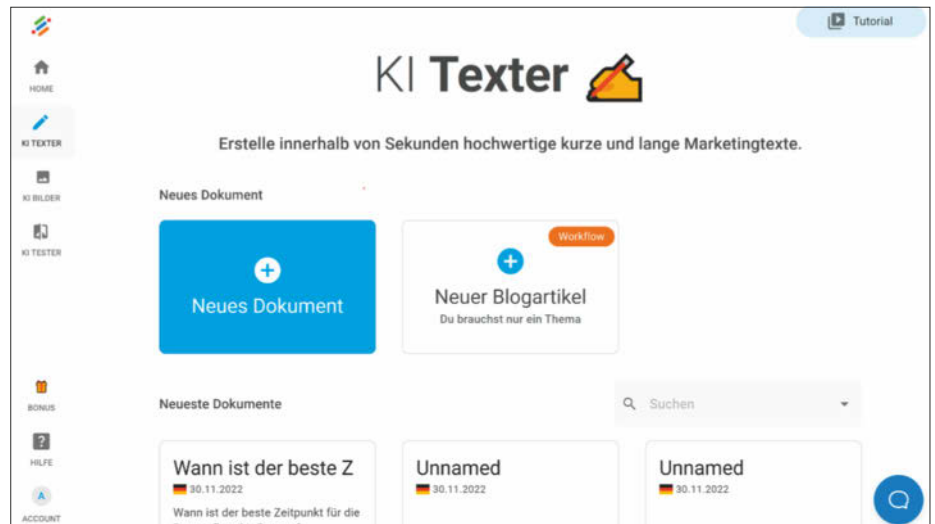 Tutorial
HOME
KI TEXTER
KI BILDER
KI TESTER
BONUS
?
HILFE
A
ACCOUNT
KI Texter
Erstelle innerhalb von Sekunden hochwertige kurze und lange Marketingtexte.
Neues Dokument
Neues Dokument
Workflow
Neuer Blogartikel
Du brauchst nur ein Thema
Neueste Dokumente
Suchen
Wann ist der beste Z
30.11.2022
Wann ist der beste Zeitpunkt für die
Unnamed
30.11.2022
Unnamed
30.11.2022